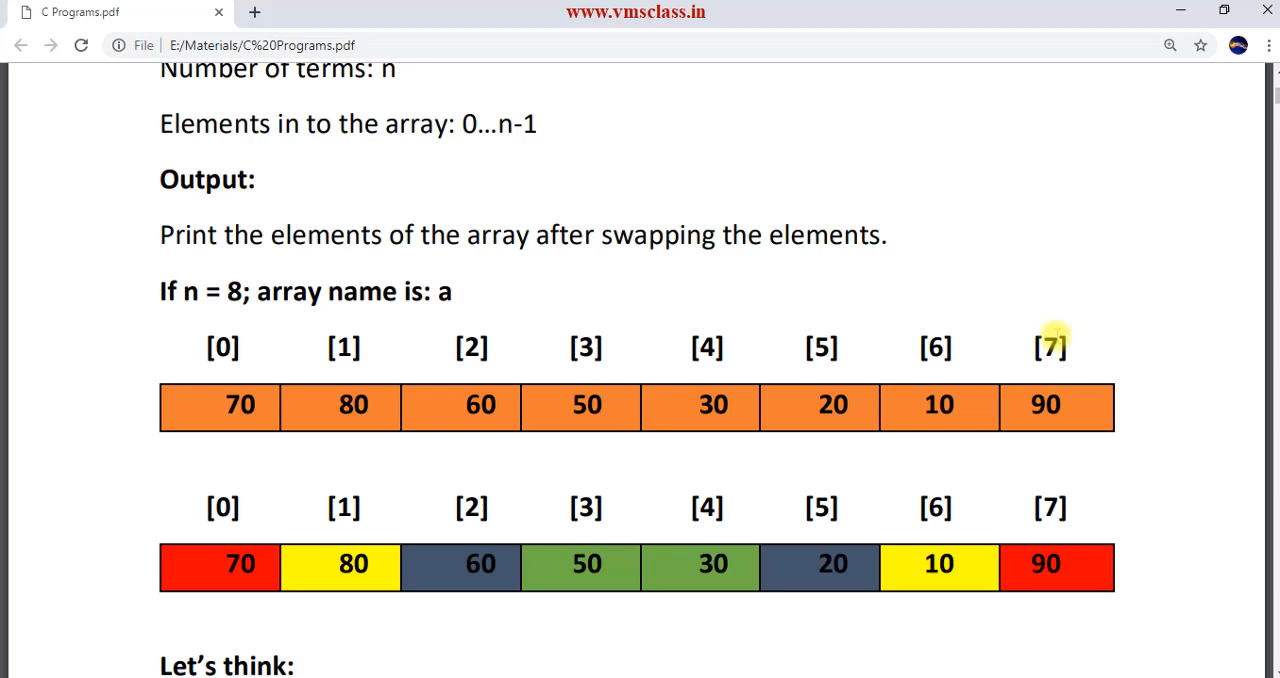 C Programs.pdf
www.vmsclass.in
File E:/Materials/C%20Programs.pdf
Number of terms: n
Elements in to the array: 0...n-1
Output:
Print the elements of the array after swapping the elements.
If n = 8; array name is: a
[0] [1] [2] [3] [4] [5] [6] [7]
70 80 60 50 30 20 10 90
[0] [1] [2] [3] [4] [5] [6] [7]
70 80 60 50 30 20 10 90
Let's think: